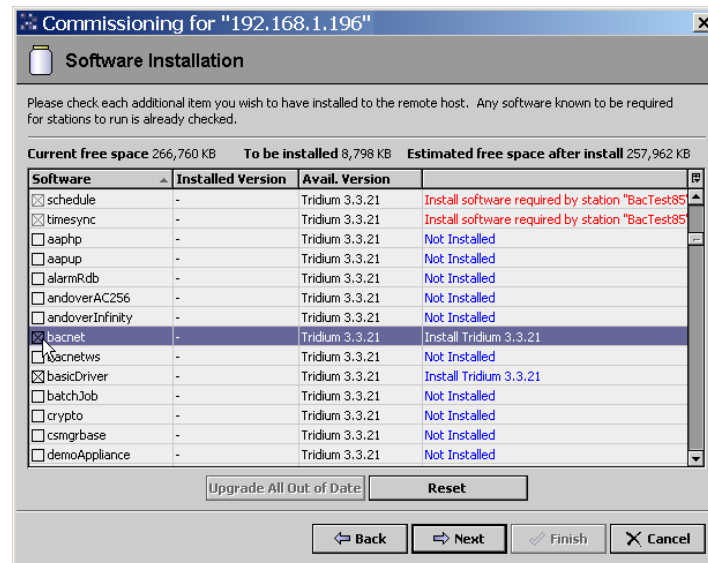 Commissioning for "192.168.1.196"
Software Installation
Please check each additional item you wish to have installed to the remote host. Any software known to be required
for stations to run is already checked.
Current free space 266,760 KB To be installed 8,798 KB Estimated free space after install 257,962 KB
Software Installed Version Avail. Version
schedule - Tridium 3.3.21 Install software required by station "BacTest85"
timesync - Tridium 3.3.21 Install software required by station "BacTest85"
aaphp - Tridium 3.3.21 Not Installed
aapup - Tridium 3.3.21 Not Installed
alarmRdb - Tridium 3.3.21 Not Installed
andoverAC256 - Tridium 3.3.21 Not Installed
andoverInfinity - Tridium 3.3.21 Not Installed
bacnet - Tridium 3.3.21 Install Tridium 3.3.21
bacnetws - Tridium 3.3.21 Not Installed
basicDriver - Tridium 3.3.21 Install Tridium 3.3.21
batchJob - Tridium 3.3.21 Not Installed
crypto - Tridium 3.3.21 Not Installed
csmgrbase - Tridium 3.3.21 Not Installed
demoAppliance - Tridium 3.3.21 Not Installed
Upgrade All Out of Date Reset
Back Next Finish Cancel